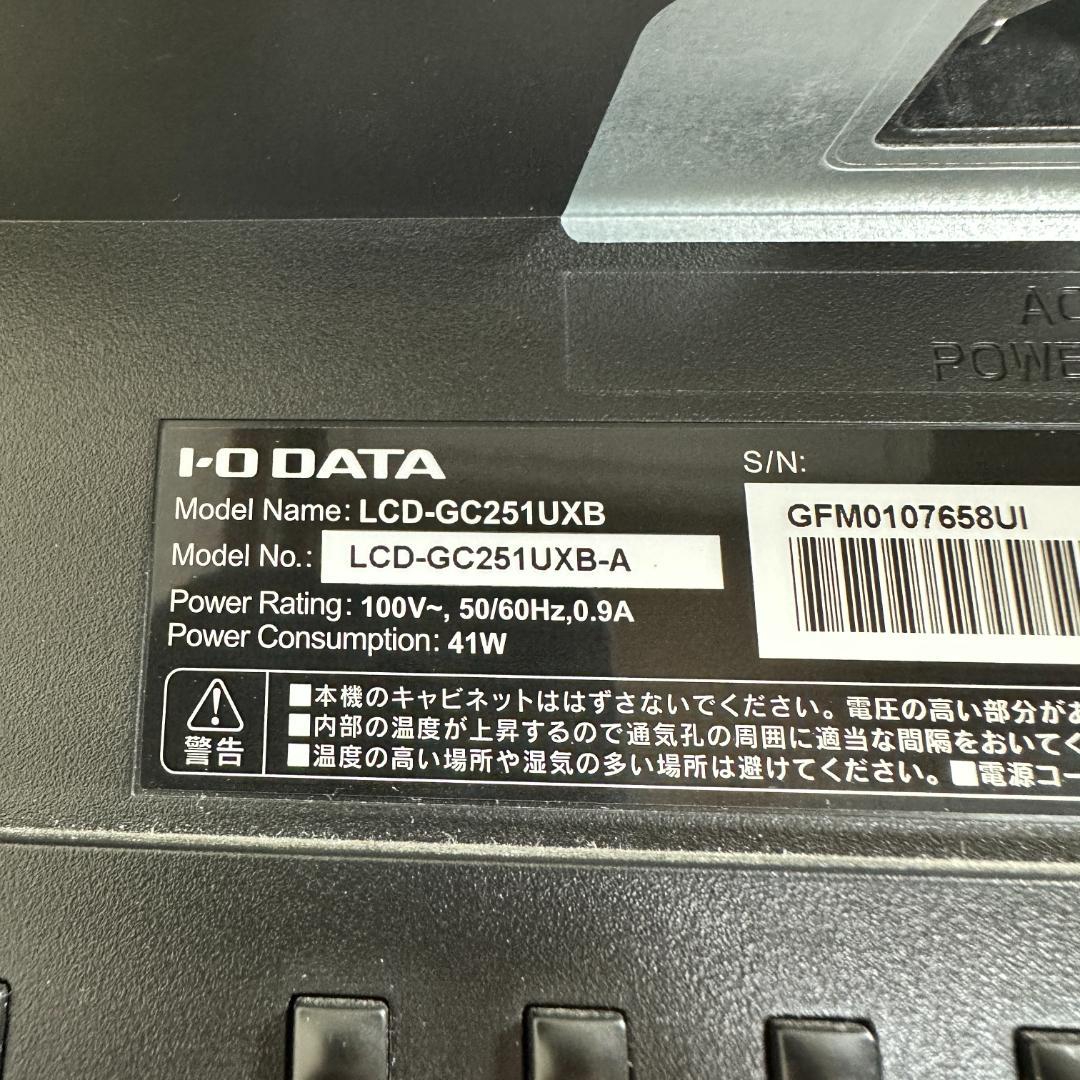 AC
POWE
I-O DATA
S/N:
Model Name: LCD-GC251UXB
GFM0107658UI
Model No.: LCD-GC251UXB-A
Power Rating: 100V~, 50/60Hz,0.9A
Power Consumption: 41W
警告
■本機のキャビネットははずさないでください。電圧の高い部分がお
■内部の温度が上昇するので通気孔の周囲に適当な間隔をおいてく
■温度の高い場所や湿気の多い場所は避けてください。■電源コー